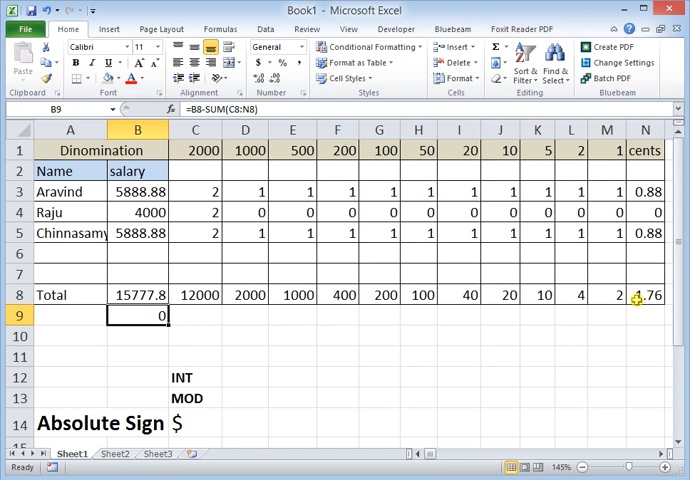 Book1 - Microsoft Excel
File Home Insert Page Layout Formulas Data Review View Developer Bluebeam Foxit Reader PDF
Paste
Calibri 11
B I U
General
Conditional Formatting
Format as Table
Cell Styles
Insert
Delete
Format
Sort & Filter
Find & Select
Create PDF
Change Settings
Batch PDF
Clipboard Font Alignment Number Styles Cells Editing Bluebeam
B9 fx =B8-SUM(C8:N8)
A B C D E F G H I J K L M N
1 Dinomination 2000 1000 500 200 100 50 20 10 5 2 1 cents
2 Name salary
3 Aravind 5888.88 2 1 1 1 1 1 1 1 1 1 1 0.88
4 Raju 4000 2 0 0 0 0 0 0 0 0 0 0 0
5 Chinnasamy 5888.88 2 1 1 1 1 1 1 1 1 1 1 0.88
6
7
8 Total 15777.8 12000 2000 1000 400 200 100 40 20 10 4 2 1.76
9 0
10
11
12 INT
13 MOD
14 Absolute Sign $
15
Sheet1 Sheet2 Sheet3
Ready 145%